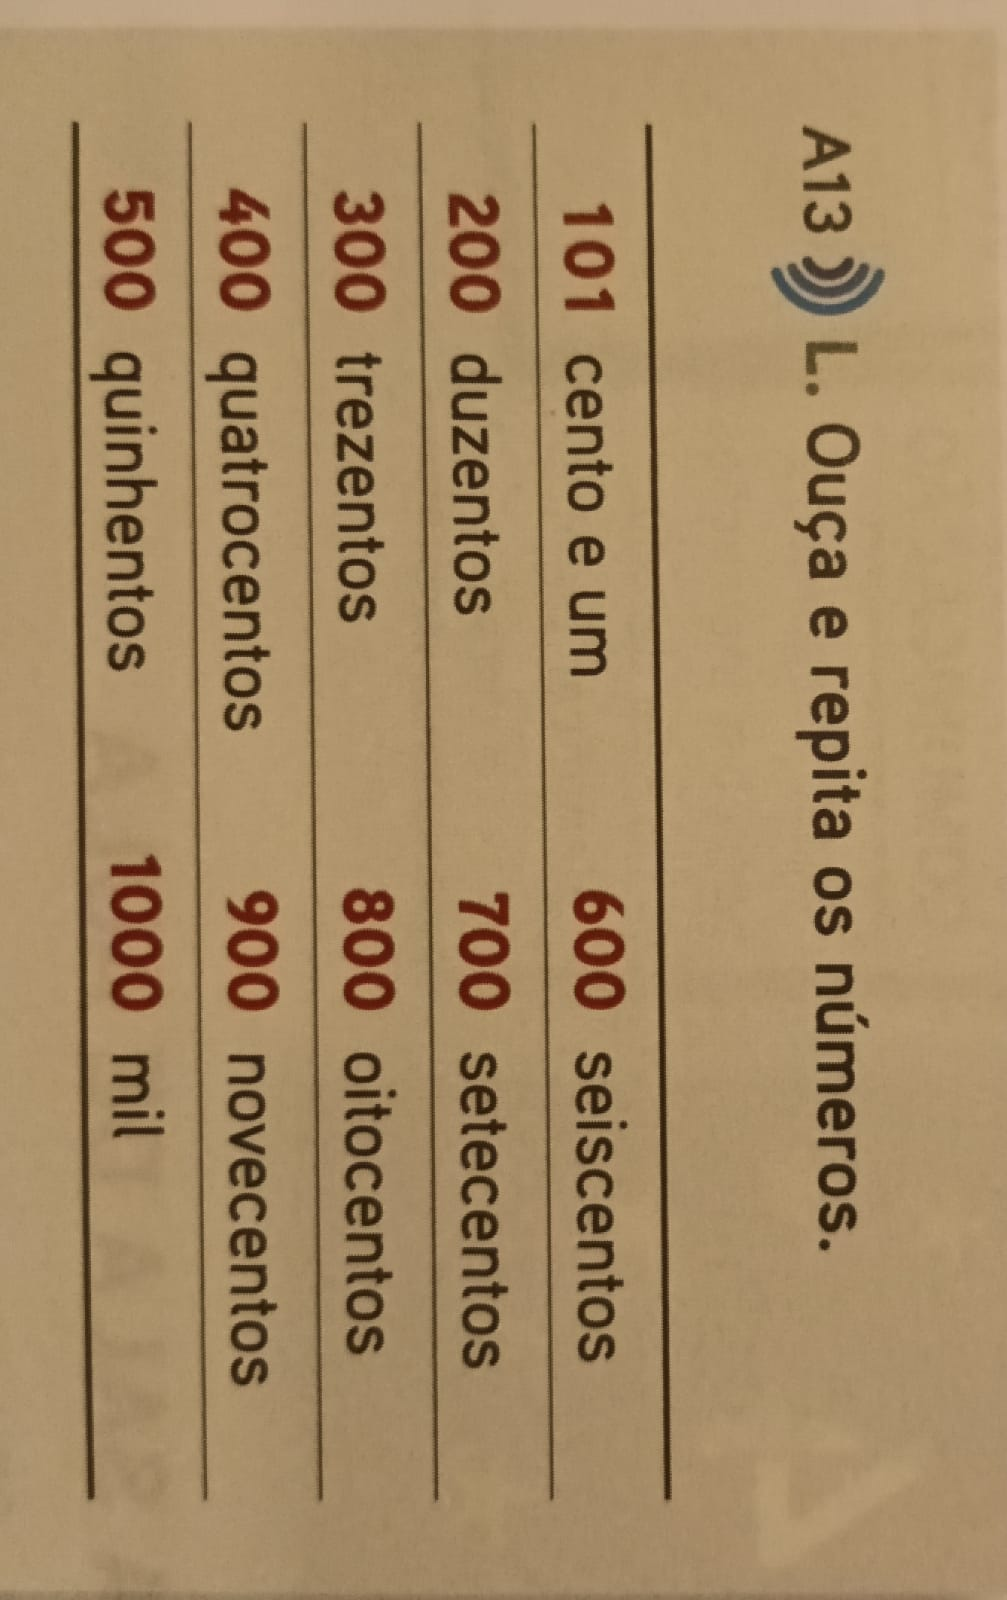 A13 L. Ouça e repita os números.
101 cento e um 600 seiscentos
200 duzentos 700 setecentos
300 trezentos 800 oitocentos
400 quatrocentos 900 novecentos
500 quinhentos 1000 mil